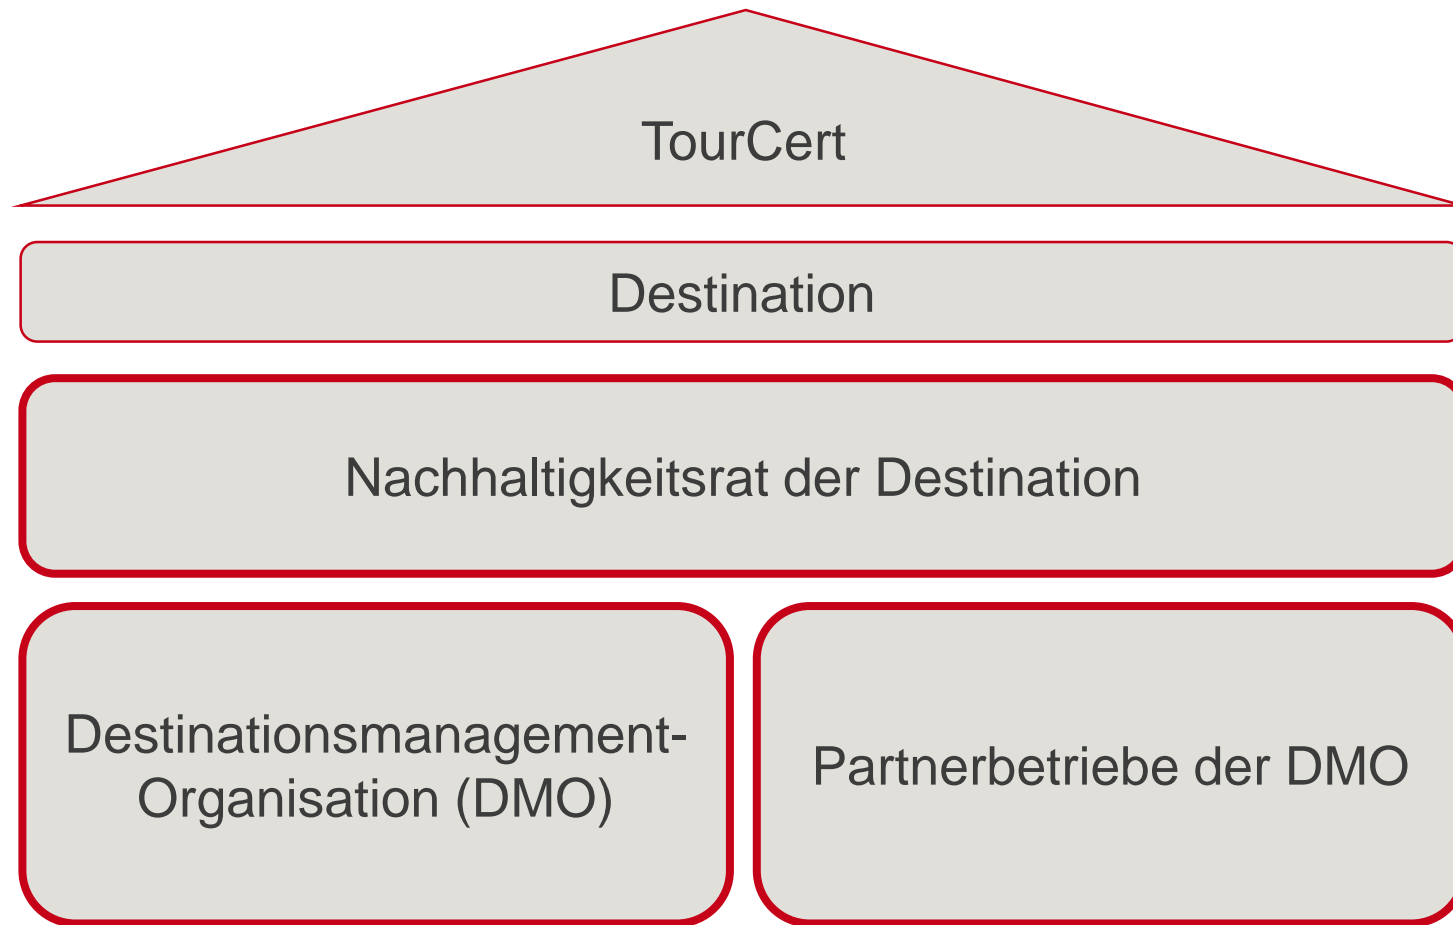 TourCert
Destination
Nachhaltigkeitsrat der Destination
Destinationsmanagement-
Organisation (DMO)
Partnerbetriebe der DMO